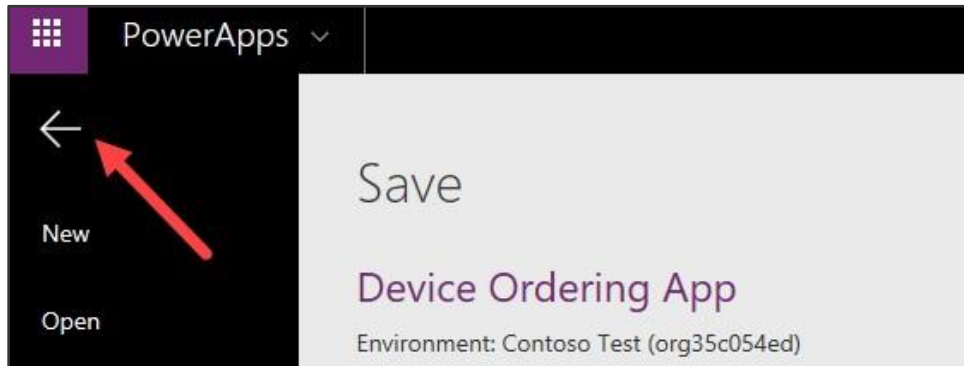 PowerApps
Save
New
Device Ordering App
Open
Environment: Contoso Test (org35c054ed)